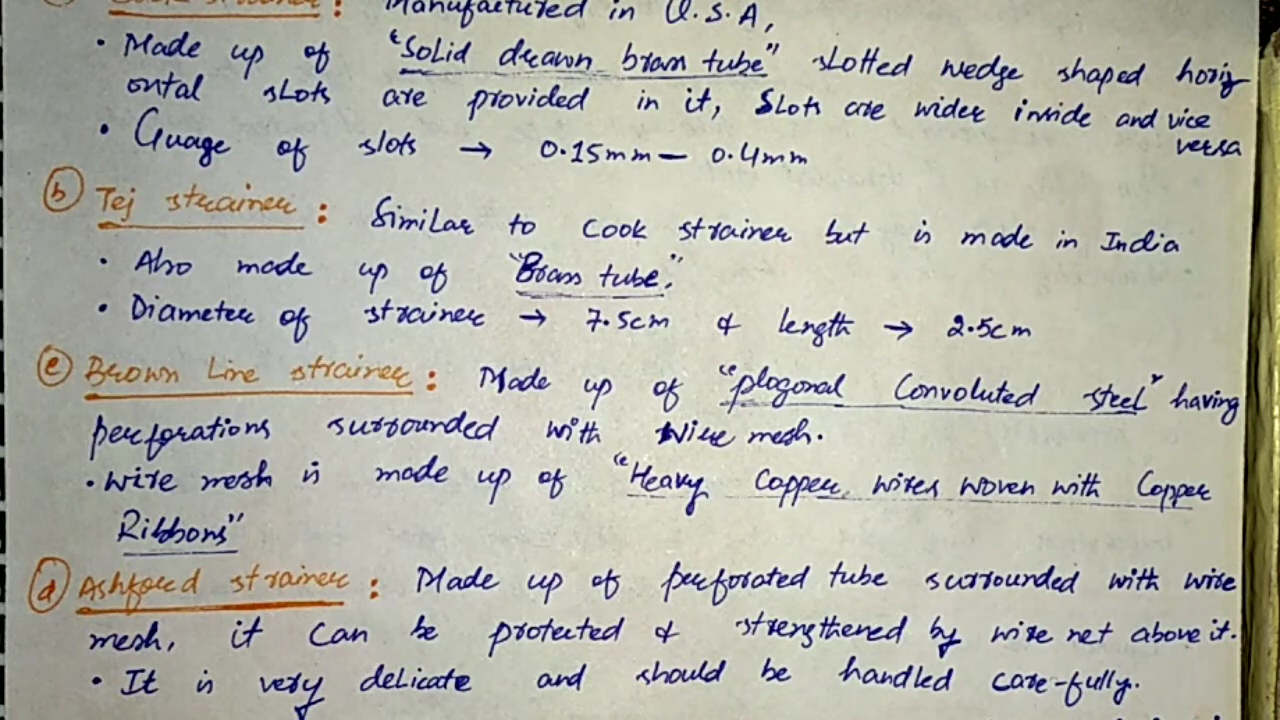 Cook strainer : Manufactured in U.S.A,
• Made up of "Solid drawn brass tube" slotted wedge shaped horiz
ontal slots are provided in it, Slots are wider inside and vice
versa
• Guage of slots → 0.15mm — 0.4mm
(b) Tej strainer : Similar to Cook strainer but is made in India
• Also made up of "Brass tube".
• Diameter of strainer → 7.5cm & length → 2.5cm
(c) Brown Line strainer : Made up of "plogonal Convoluted steel" having
perforations surrounded with wire mesh.
• wire mesh is made up of "Heavy Copper wires woven with Copper
Ribbons"
(d) Ashford strainer : Made up of perforated tube surrounded with wire
mesh, it can be protected & strengthened by wire net above it.
• It is very delicate and should be handled care-fully.